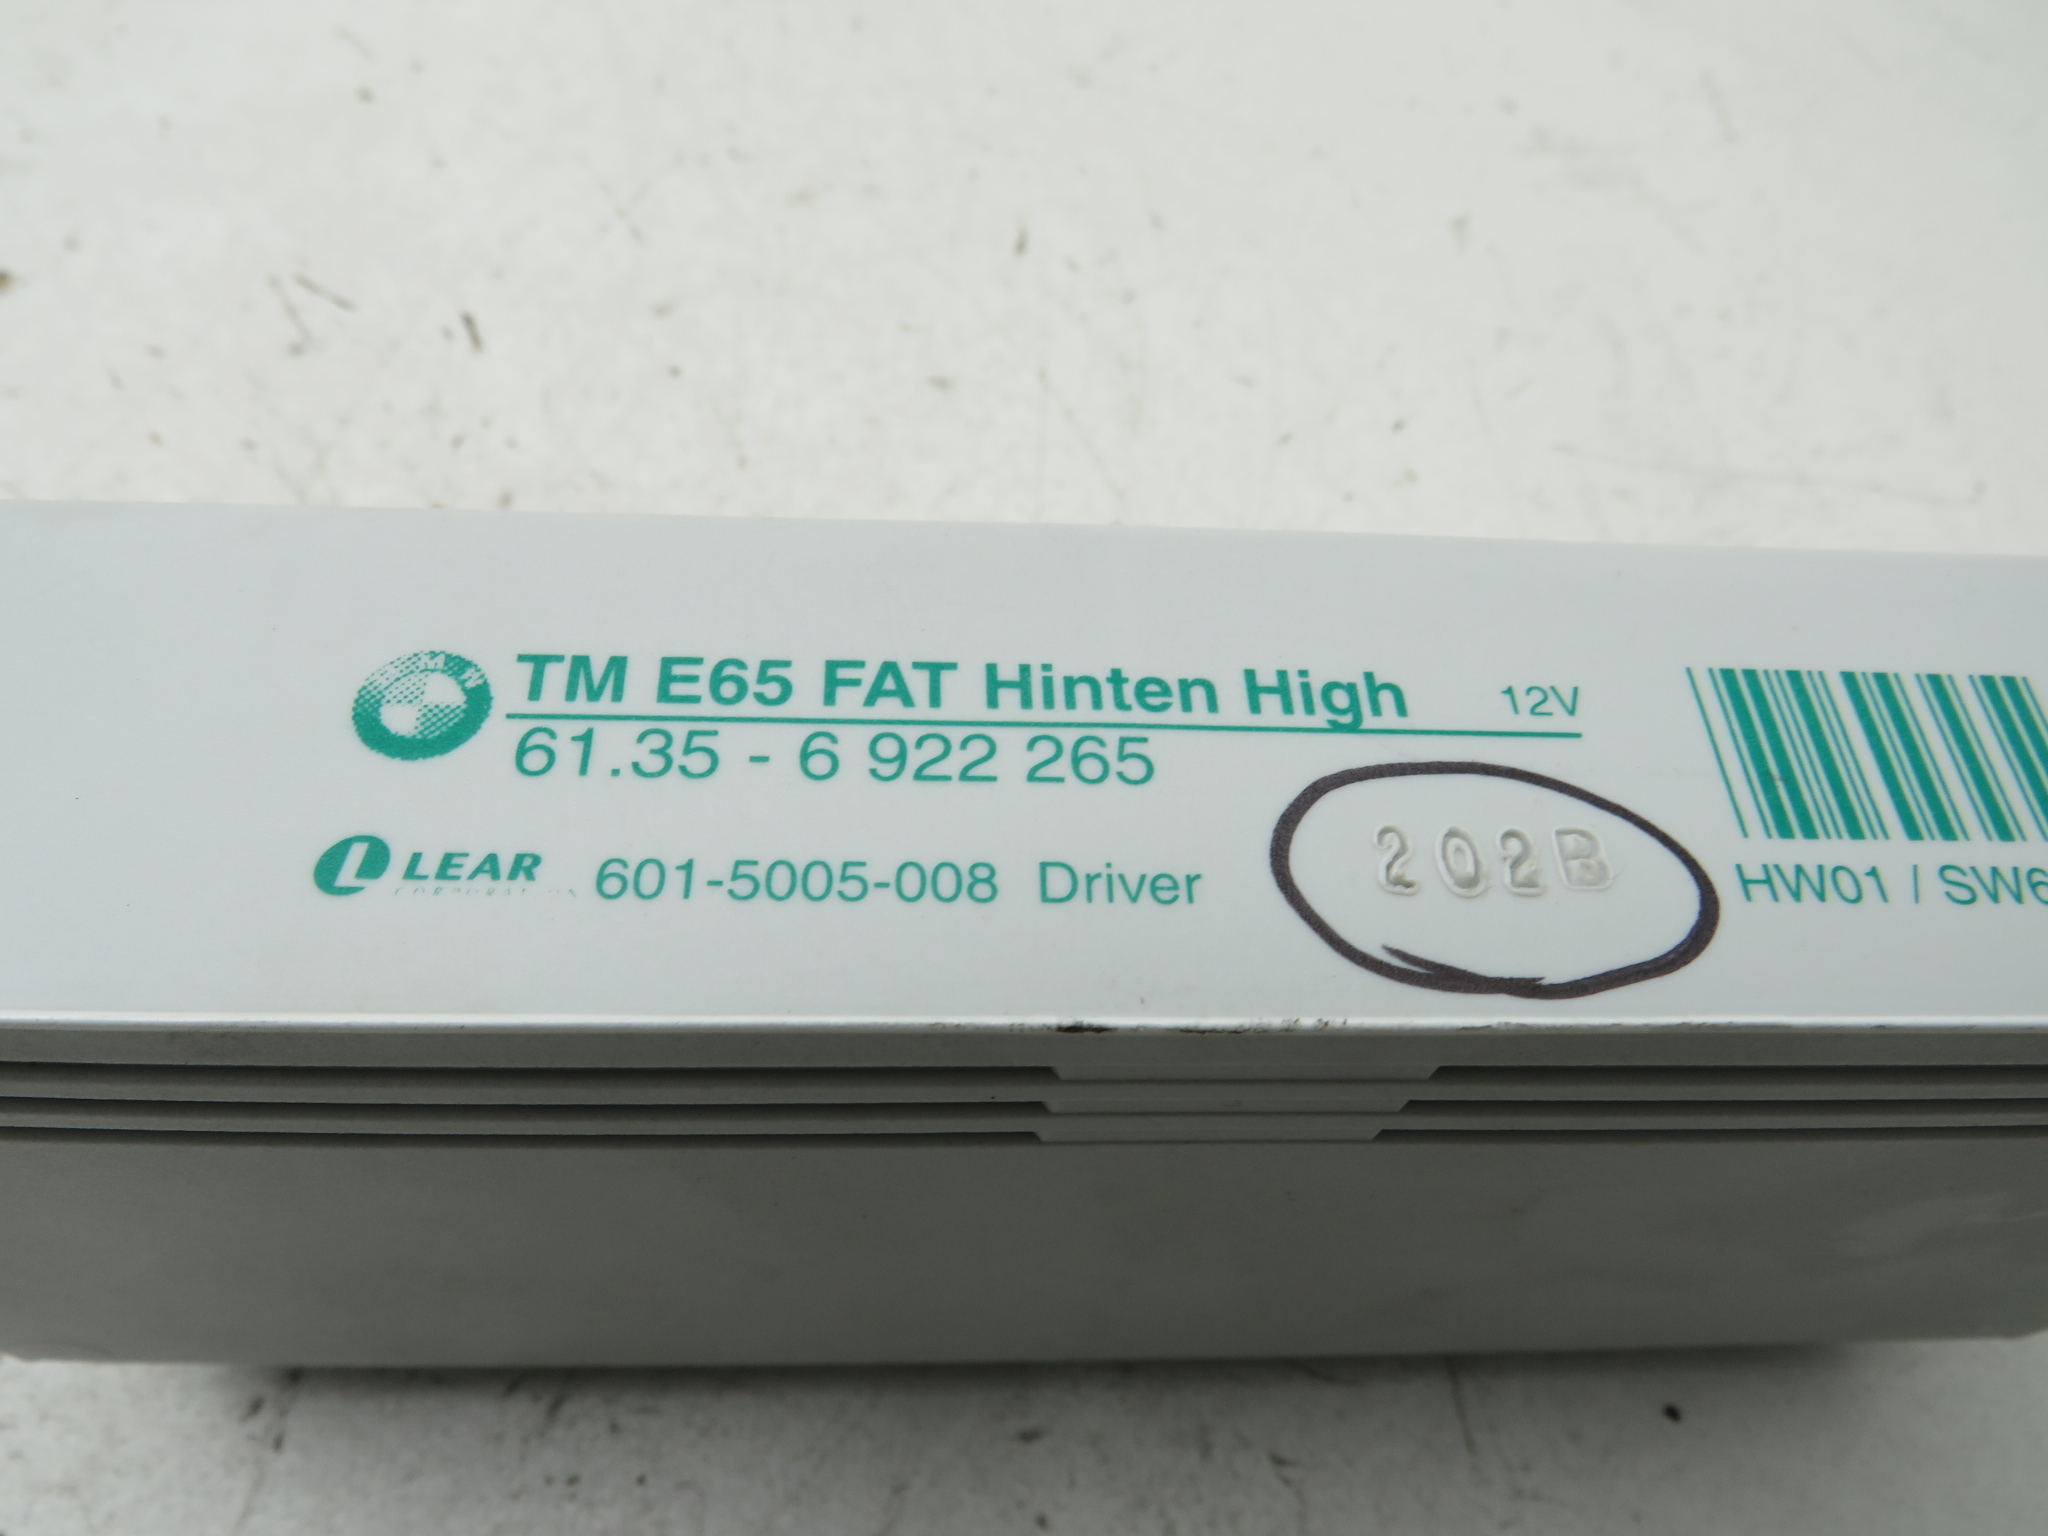 TM E65 FAT Hinten High 12V
61.35 - 6 922 265
LEAR 601-5005-008 Driver
CORPORATION
202B
HW01 / SW6